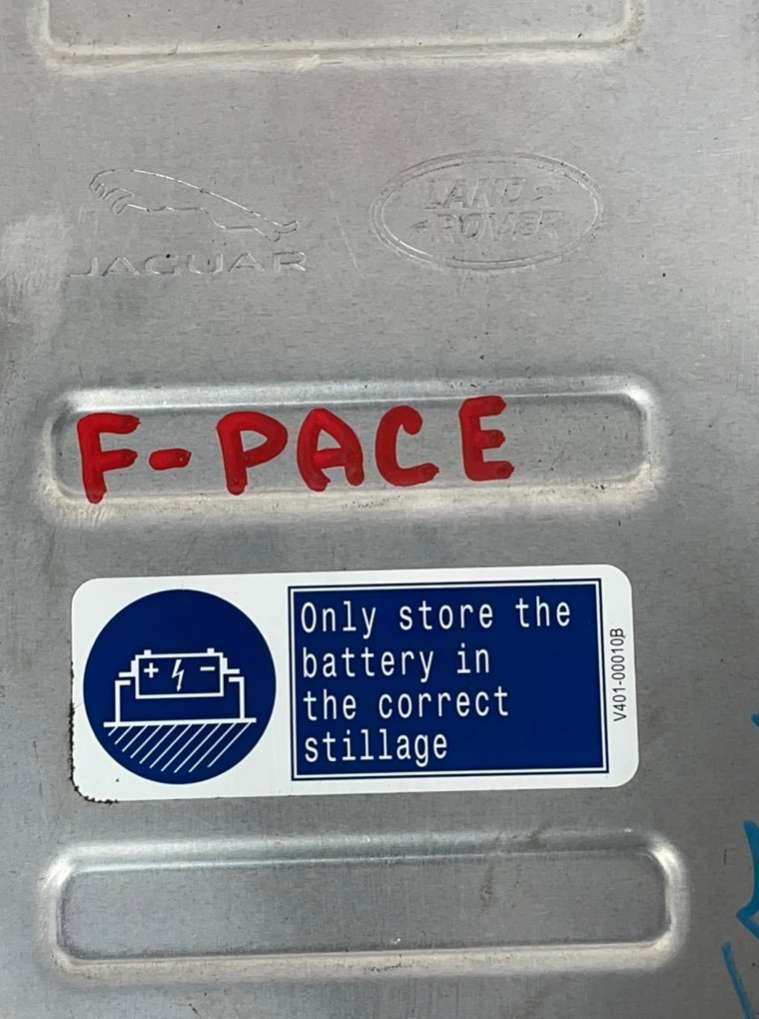 JAGUAR
LAND
ROVER
F-PACE
Only store the
battery in
the correct
stillage
V401-00010B
+ -